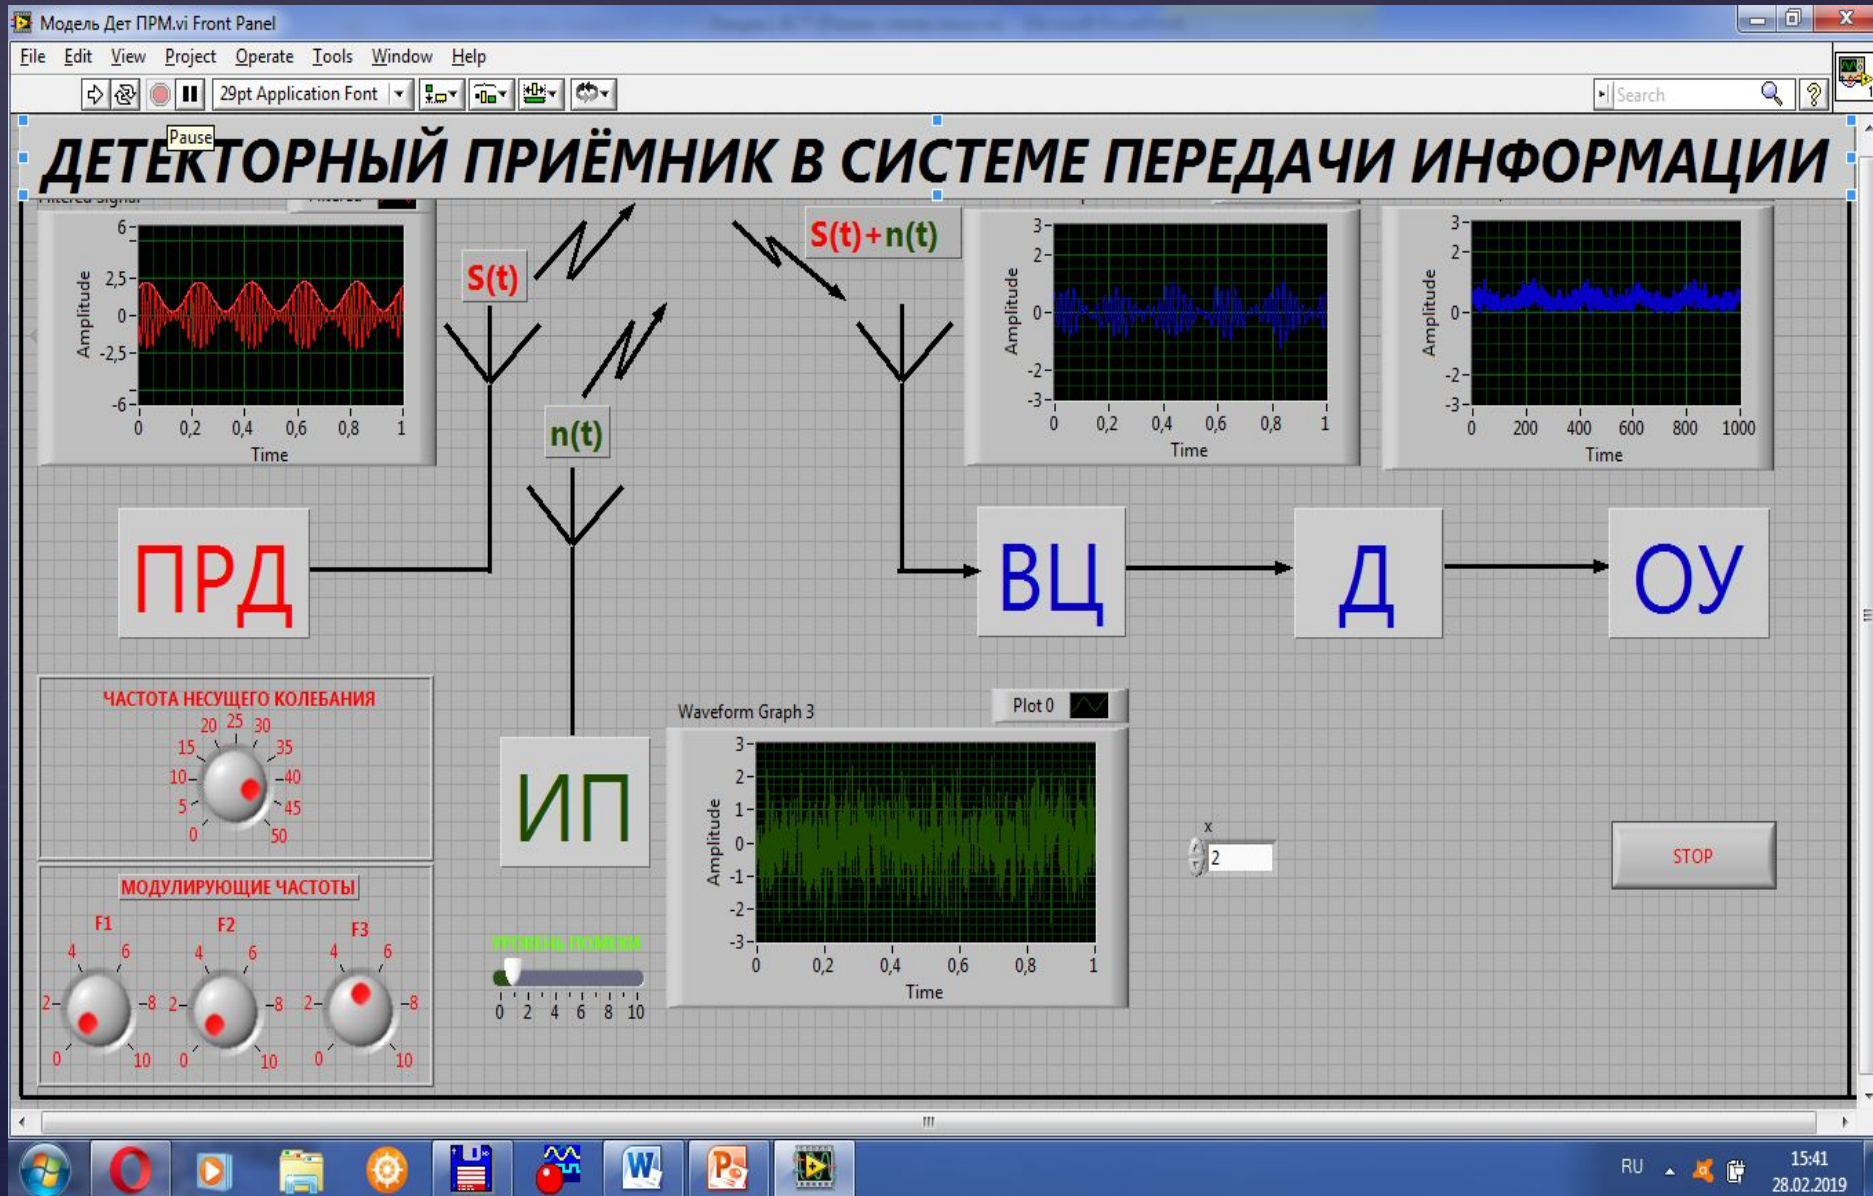 Модель Дет ПРМ.vi Front Panel
File Edit View Project Operate Tools Window Help
29pt Application Font
Search
Pause
ДЕТЕКТОРНЫЙ ПРИЁМНИК В СИСТЕМЕ ПЕРЕДАЧИ ИНФОРМАЦИИ
6
2,5
0
-2,5
-6
Amplitude
0 0,2 0,4 0,6 0,8 1
Time
S(t)
n(t)
S(t)+n(t)
3
2
0
-2
-3
Amplitude
0 0,2 0,4 0,6 0,8 1
Time
3
2
0
-2
-3
Amplitude
0 200 400 600 800 1000
Time
ПРД
ВЦ
Д
ОУ
ЧАСТОТА НЕСУЩЕГО КОЛЕБАНИЯ
0 5 10 15 20 25 30 35 40 45 50
МОДУЛИРУЮЩИЕ ЧАСТОТЫ
F1 F2 F3
0 2 4 6 8 10
0 2 4 6 8 10
0 2 4 6 8 10
ИП
УРОВЕНЬ ПОМЕХИ
0 2 4 6 8 10
Waveform Graph 3
Plot 0
3
2
1
0
-1
-2
-3
Amplitude
0 0,2 0,4 0,6 0,8 1
Time
x
2
STOP
RU
15:41
28.02.2019